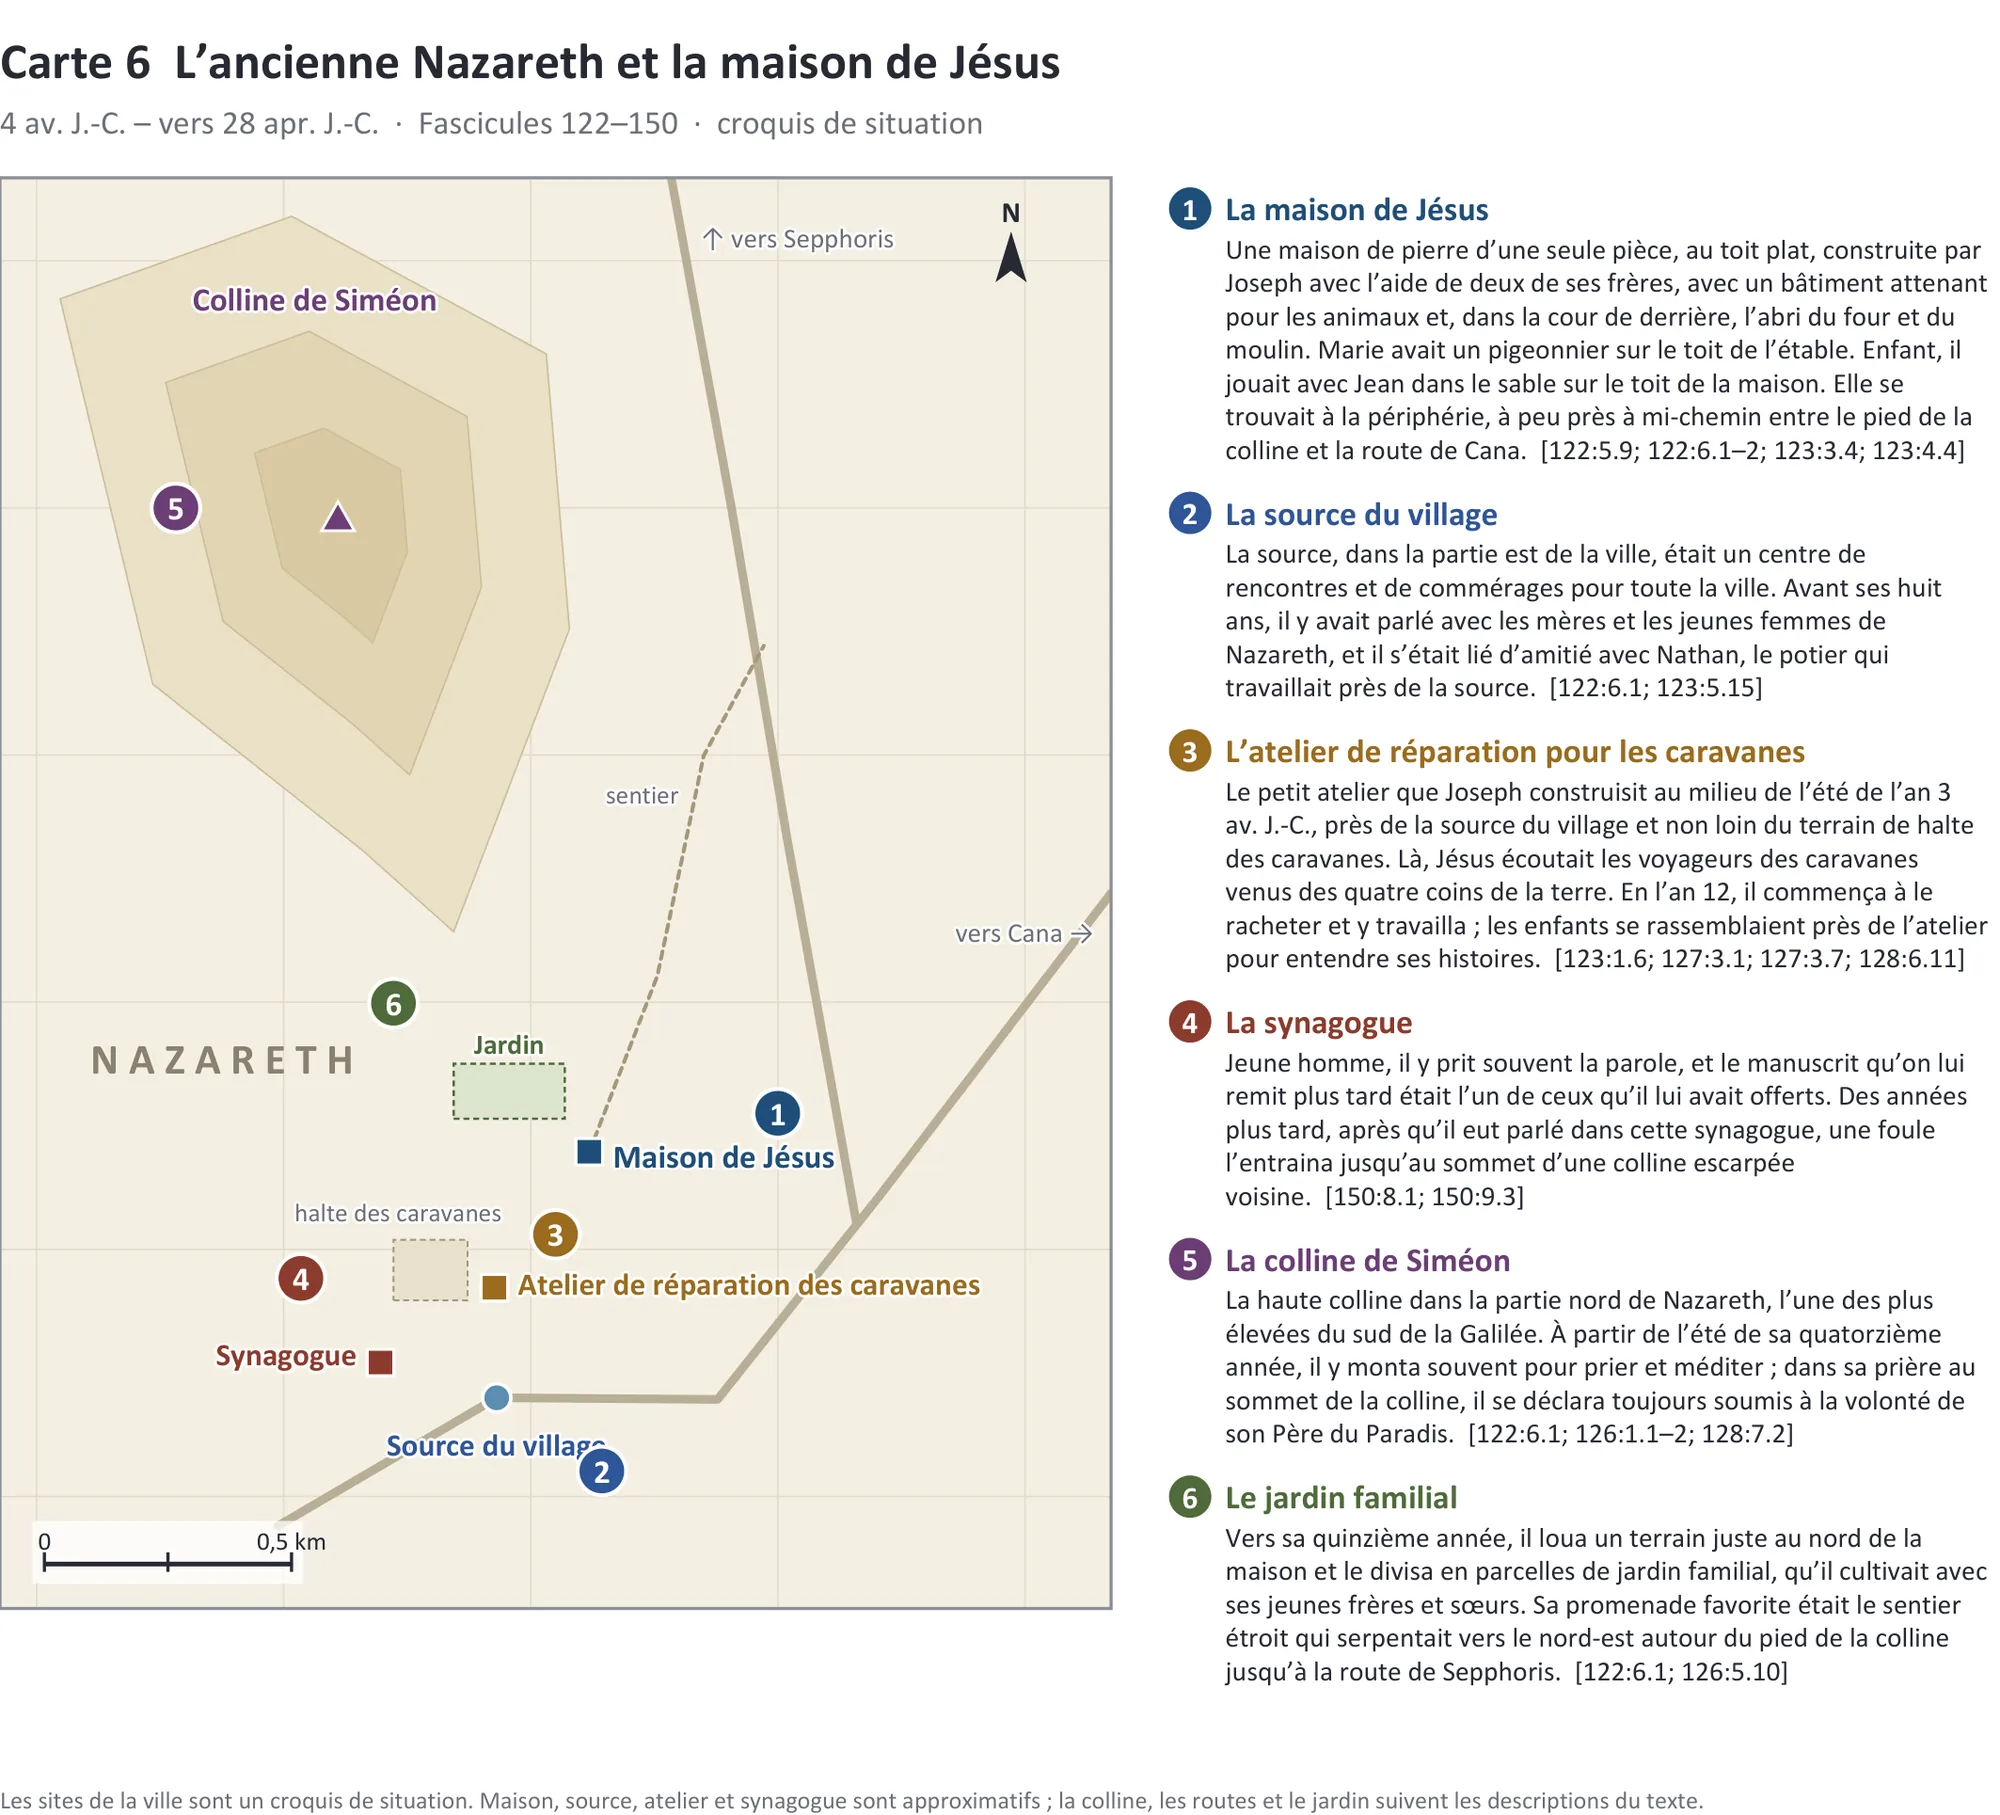 Carte 6  L’ancienne Nazareth et la maison de Jésus
4 av. J.-C. – vers 28 apr. J.-C.  ·  Fascicules 122–150  ·  croquis de situation
N
↑ vers Sepphoris
Colline de Siméon
5
sentier
vers Cana →
6
NAZARETH
Jardin
1
Maison de Jésus
halte des caravanes
3
4
Atelier de réparation des caravanes
Synagogue
Source du village
2
0
0,5 km
1 La maison de Jésus
Une maison de pierre d’une seule pièce, au toit plat, construite par
Joseph avec l’aide de deux de ses frères, avec un bâtiment attenant
pour les animaux et, dans la cour de derrière, l’abri du four et du
moulin. Marie avait un pigeonnier sur le toit de l’étable. Enfant, il
jouait avec Jean dans le sable sur le toit de la maison. Elle se
trouvait à la périphérie, à peu près à mi-chemin entre le pied de la
colline et la route de Cana.  [122:5.9; 122:6.1–2; 123:3.4; 123:4.4]
2 La source du village
La source, dans la partie est de la ville, était un centre de
rencontres et de commérages pour toute la ville. Avant ses huit
ans, il y avait parlé avec les mères et les jeunes femmes de
Nazareth, et il s’était lié d’amitié avec Nathan, le potier qui
travaillait près de la source.  [122:6.1; 123:5.15]
3 L’atelier de réparation pour les caravanes
Le petit atelier que Joseph construisit au milieu de l’été de l’an 3
av. J.-C., près de la source du village et non loin du terrain de halte
des caravanes. Là, Jésus écoutait les voyageurs des caravanes
venus des quatre coins de la terre. En l’an 12, il commença à le
racheter et y travailla ; les enfants se rassemblaient près de l’atelier
pour entendre ses histoires.  [123:1.6; 127:3.1; 127:3.7; 128:6.11]
4 La synagogue
Jeune homme, il y prit souvent la parole, et le manuscrit qu’on lui
remit plus tard était l’un de ceux qu’il lui avait offerts. Des années
plus tard, après qu’il eut parlé dans cette synagogue, une foule
l’entraina jusqu’au sommet d’une colline escarpée
voisine.  [150:8.1; 150:9.3]
5 La colline de Siméon
La haute colline dans la partie nord de Nazareth, l’une des plus
élevées du sud de la Galilée. À partir de l’été de sa quatorzième
année, il y monta souvent pour prier et méditer ; dans sa prière au
sommet de la colline, il se déclara toujours soumis à la volonté de
son Père du Paradis.  [122:6.1; 126:1.1–2; 128:7.2]
6 Le jardin familial
Vers sa quinzième année, il loua un terrain juste au nord de la
maison et le divisa en parcelles de jardin familial, qu’il cultivait avec
ses jeunes frères et sœurs. Sa promenade favorite était le sentier
étroit qui serpentait vers le nord-est autour du pied de la colline
jusqu’à la route de Sepphoris.  [122:6.1; 126:5.10]
Les sites de la ville sont un croquis de situation. Maison, source, atelier et synagogue sont approximatifs ; la colline, les routes et le jardin suivent les descriptions du texte.